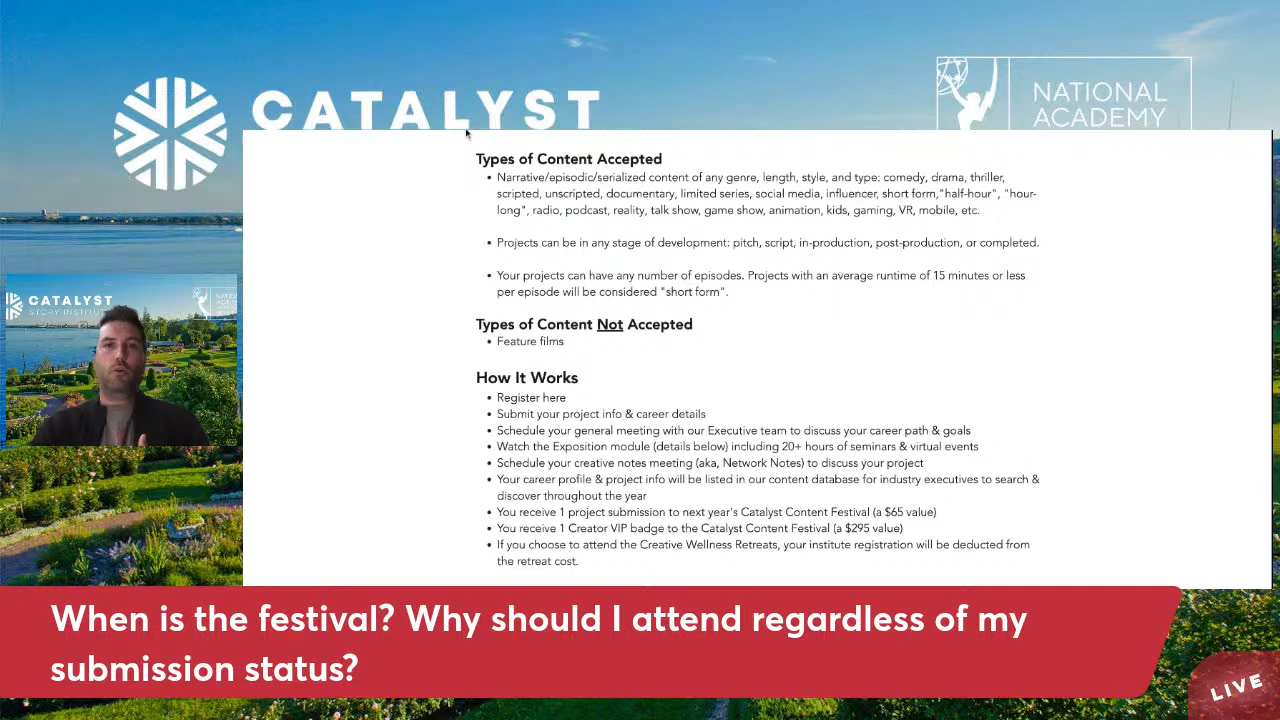 CATALYST
NATIONAL
ACADEMY
Types of Content Accepted
• Narrative/episodic/serialized content of any genre, length, style, and type: comedy, drama, thriller,
scripted, unscripted, documentary, limited series, social media, influencer, short form,"half-hour", "hour-
long", radio, podcast, reality, talk show, game show, animation, kids, gaming, VR, mobile, etc.
• Projects can be in any stage of development: pitch, script, in-production, post-production, or completed.
• Your projects can have any number of episodes. Projects with an average runtime of 15 minutes or less
per episode will be considered "short form".
Types of Content Not Accepted
• Feature films
How It Works
• Register here
• Submit your project info & career details
• Schedule your general meeting with our Executive team to discuss your career path & goals
• Watch the Exposition module (details below) including 20+ hours of seminars & virtual events
• Schedule your creative notes meeting (aka, Network Notes) to discuss your project
• Your career profile & project info will be listed in our content database for industry executives to search &
discover throughout the year
• You receive 1 project submission to next year's Catalyst Content Festival (a $65 value)
• You receive 1 Creator VIP badge to the Catalyst Content Festival (a $295 value)
• If you choose to attend the Creative Wellness Retreats, your institute registration will be deducted from
the retreat cost.
CATALYST
STORY INSTITU
When is the festival? Why should I attend regardless of my
submission status?
LIVE